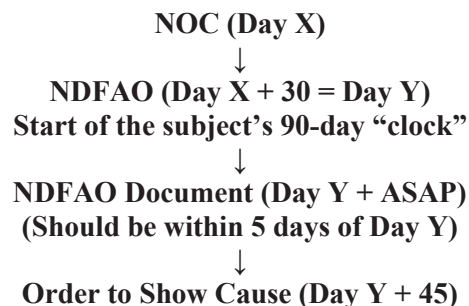 NOC (Day X)
↓
NDFAO (Day X + 30 = Day Y)
Start of the subject’s 90-day “clock”
↓
NDFAO Document (Day Y + ASAP)
(Should be within 5 days of Day Y)
↓
Order to Show Cause (Day Y + 45)